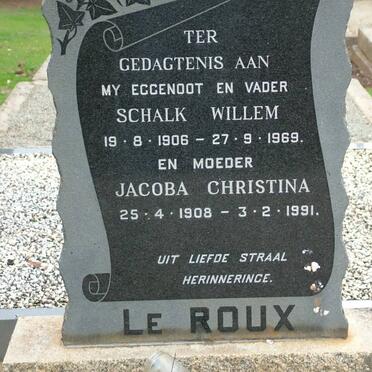 TER
GEDAGTENIS AAN
MY EGGENOOT EN VADER
SCHALK WILLEM
19·8·1906 – 27·9·1969.
EN MOEDER
JACOBA CHRISTINA
25·4·1908 – 3·2·1991.
UIT LIEFDE STRAAL
HERINNERINGE.
LE ROUX